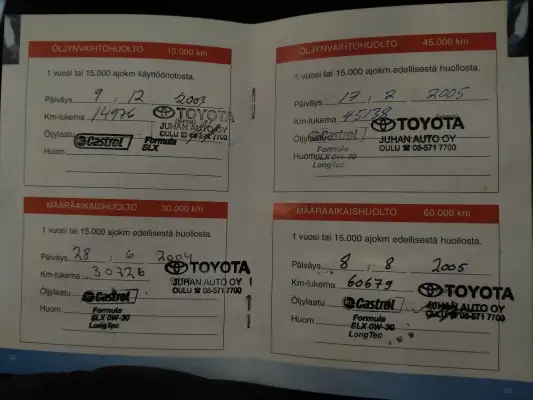 ÖLJYNVAIHTOHUOLTO 15.000 km
1 vuosi tai 15.000 ajokm käyttöönotosta.
Päiväys 9 . 12 2003
Km-lukema 14976
TOYOTA
JUHAN AUTO OY
OULU ☎ 08-571 7700
Öljylaatu Castrol Formula
SLX
Huom
MÄÄRÄAIKAISHUOLTO 30.000 km
1 vuosi tai 15.000 ajokm edellisestä huollosta.
Päiväys 28 . 6 2004
Km-lukema 30726
TOYOTA
JUHAN AUTO OY
OULU ☎ 08-571 7700
Öljylaatu Castrol
Huom Formula
SLX 0W-30
LongTec
ÖLJYNVAIHTOHUOLTO 45.000 km
1 vuosi tai 15.000 ajokm edellisestä huollosta.
Päiväys 17 . 2 2005
Km-lukema 45138
TOYOTA
JUHAN AUTO OY
OULU ☎ 08-571 7700
Öljylaatu Castrol
Formula
Huom SLX 0W-30
LongTec
MÄÄRÄAIKAISHUOLTO 60.000 km
1 vuosi tai 15.000 ajokm edellisestä huollosta.
Päiväys 8 . 8 2005
Km-lukema 60679
TOYOTA
JUHAN AUTO OY
OULU ☎ 08-571 7700
Öljylaatu Castrol
Huom Formula
SLX 0W-30
LongTec